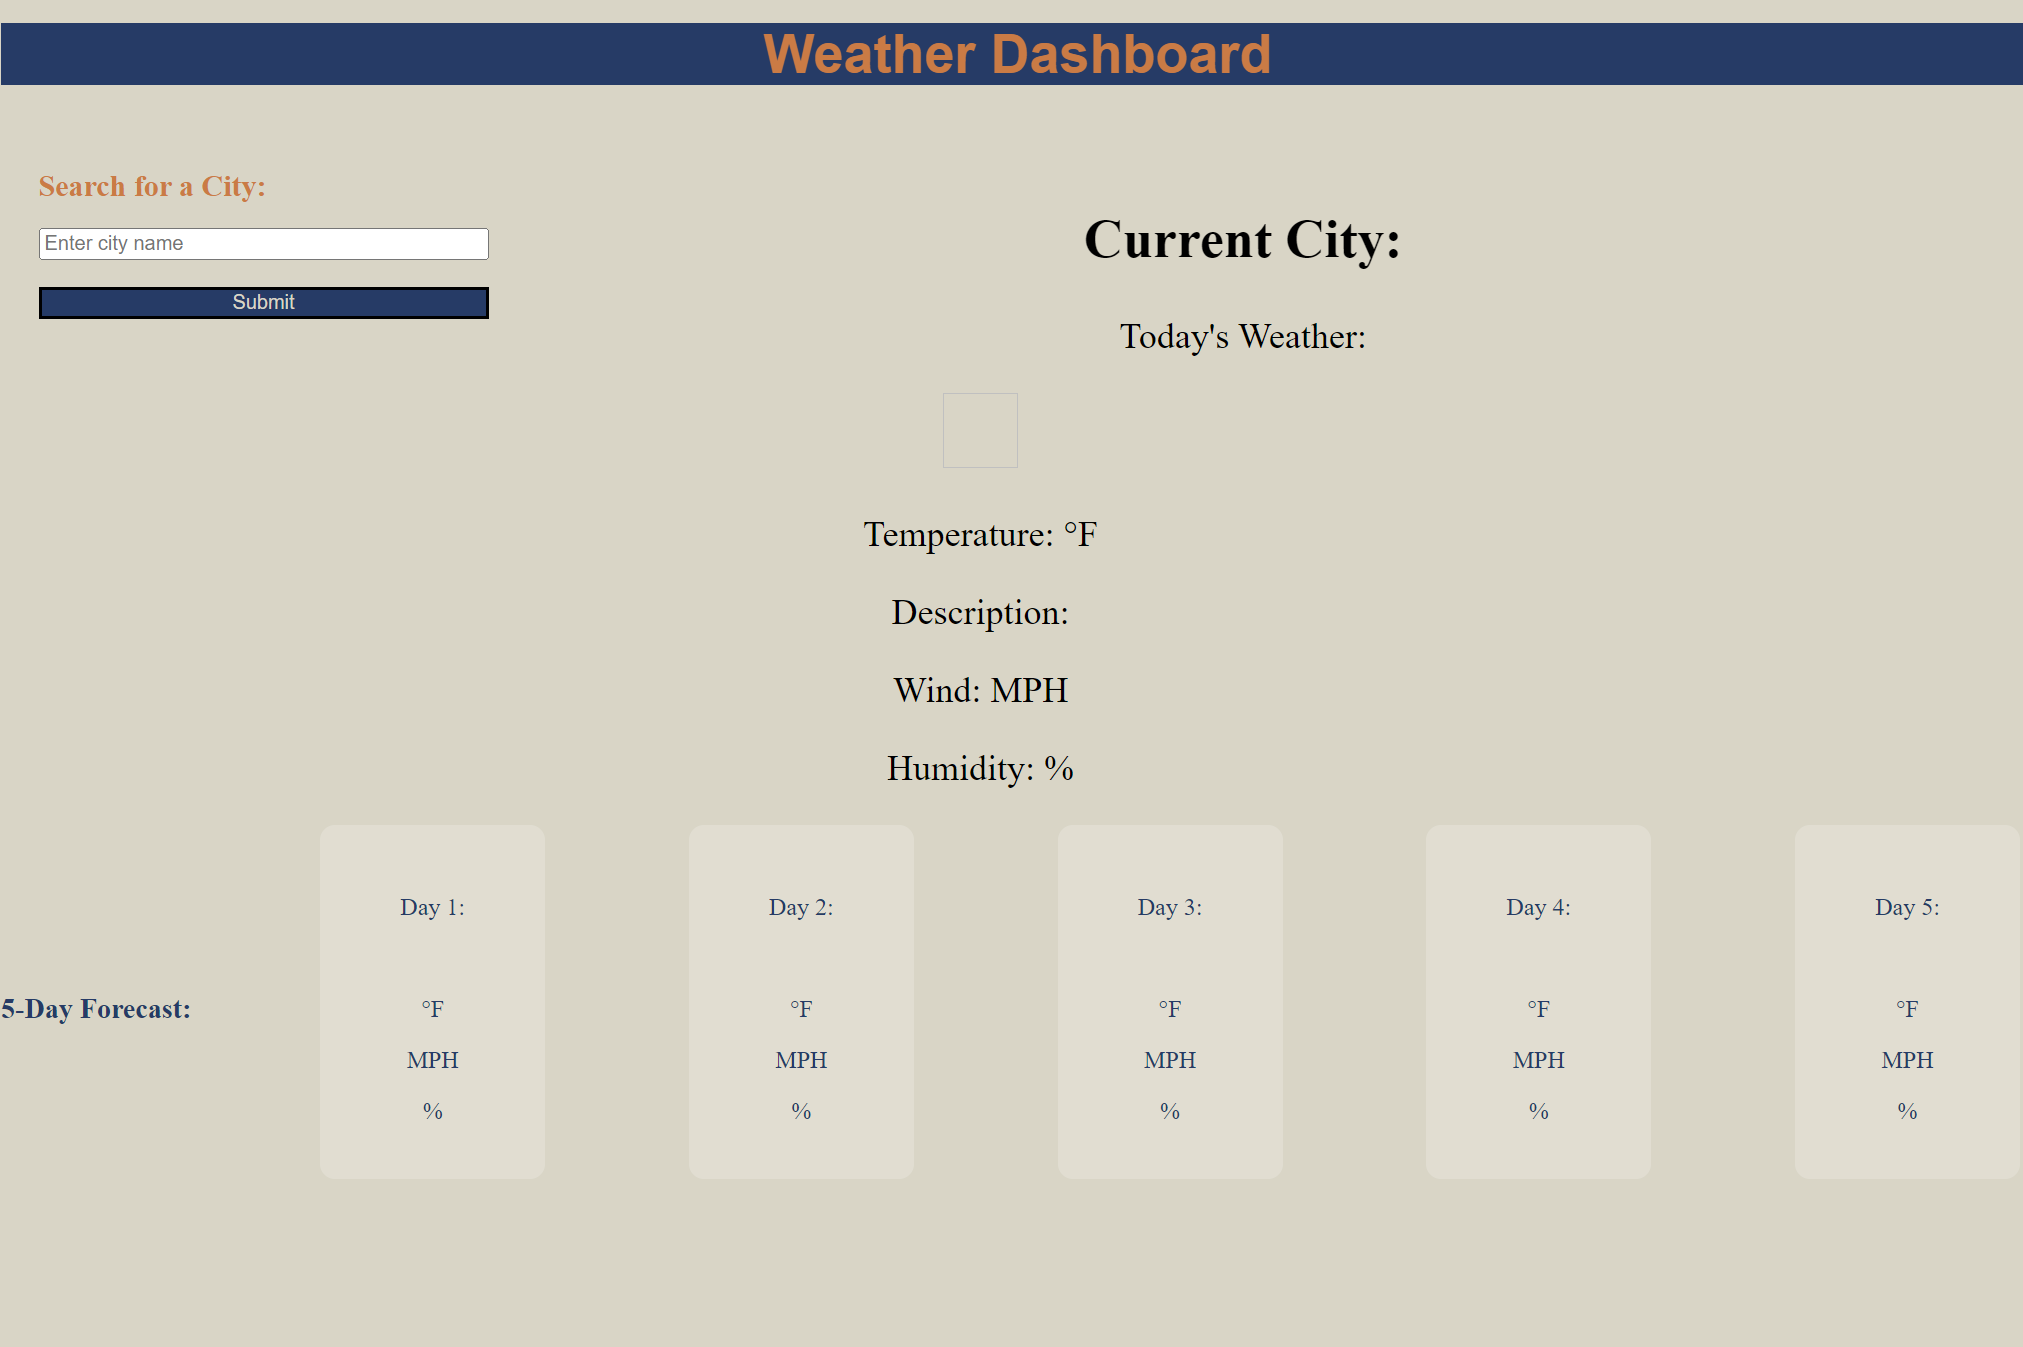 Weather Dashboard
Search for a City:
Enter city name
Submit
Current City:
Today's Weather:
Temperature: °F
Description:
Wind: MPH
Humidity: %
5-Day Forecast:
Day 1:
°F
MPH
%
Day 2:
°F
MPH
%
Day 3:
°F
MPH
%
Day 4:
°F
MPH
%
Day 5:
°F
MPH
%